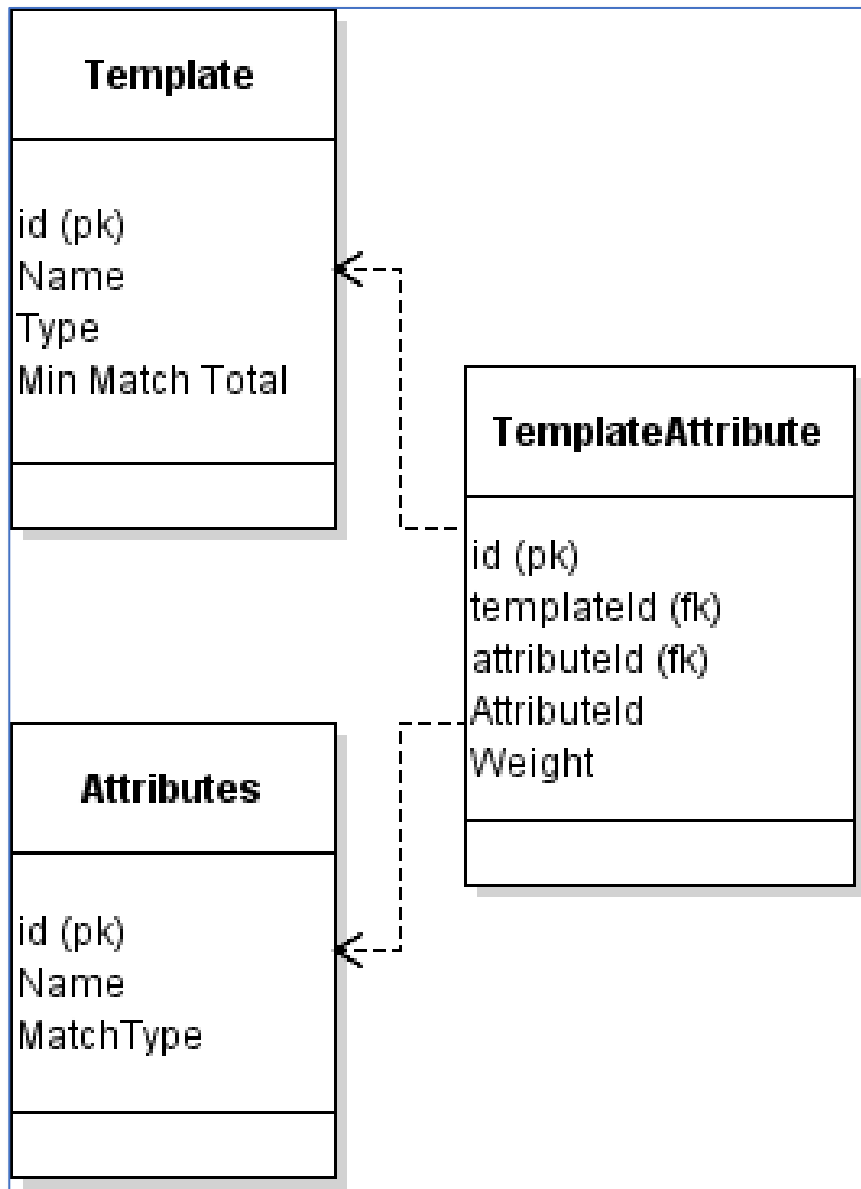 Template
id (pk)
Name
Type
Min Match Total
TemplateAttribute
id (pk)
templateId (fk)
attributeId (fk)
AttributeId
Weight
Attributes
id (pk)
Name
MatchType